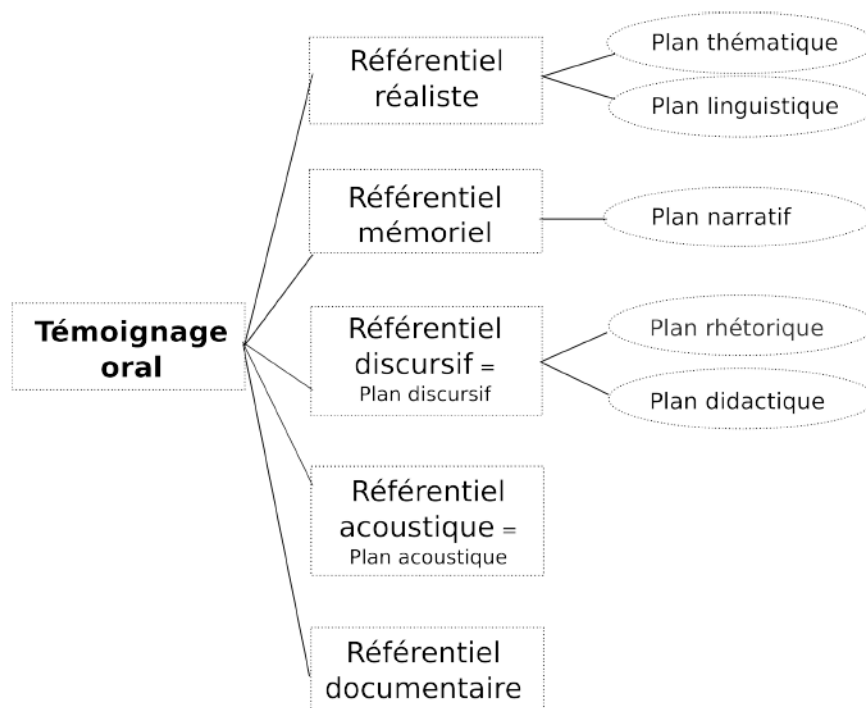 Témoignage
oral
Référentiel
réaliste
Plan thématique
Plan linguistique
Référentiel
mémoriel
Plan narratif
Référentiel
discursif =
Plan discursif
Plan rhétorique
Plan didactique
Référentiel
acoustique =
Plan acoustique
Référentiel
documentaire